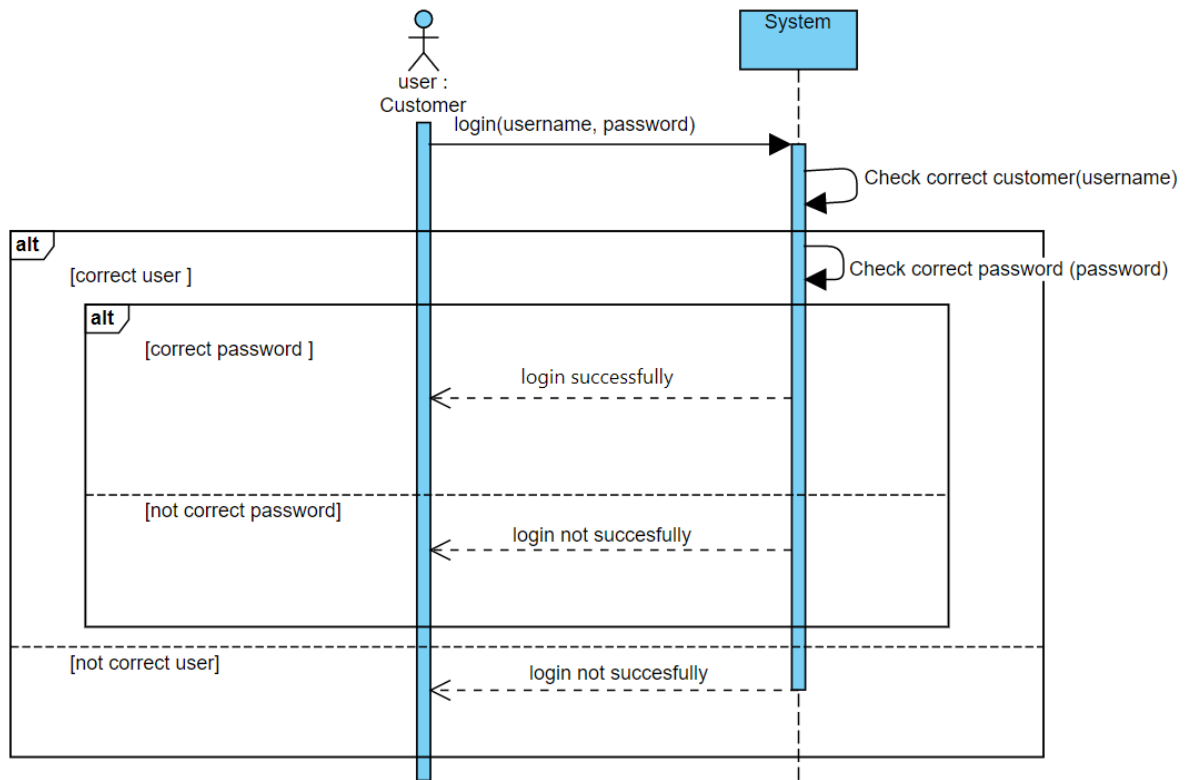 System
user :
Customer
login(username, password)
Check correct customer(username)
alt
Check correct password (password)
[correct user ]
alt
[correct password ]
login successfully
[not correct password]
login not succesfully
[not correct user]
login not succesfully